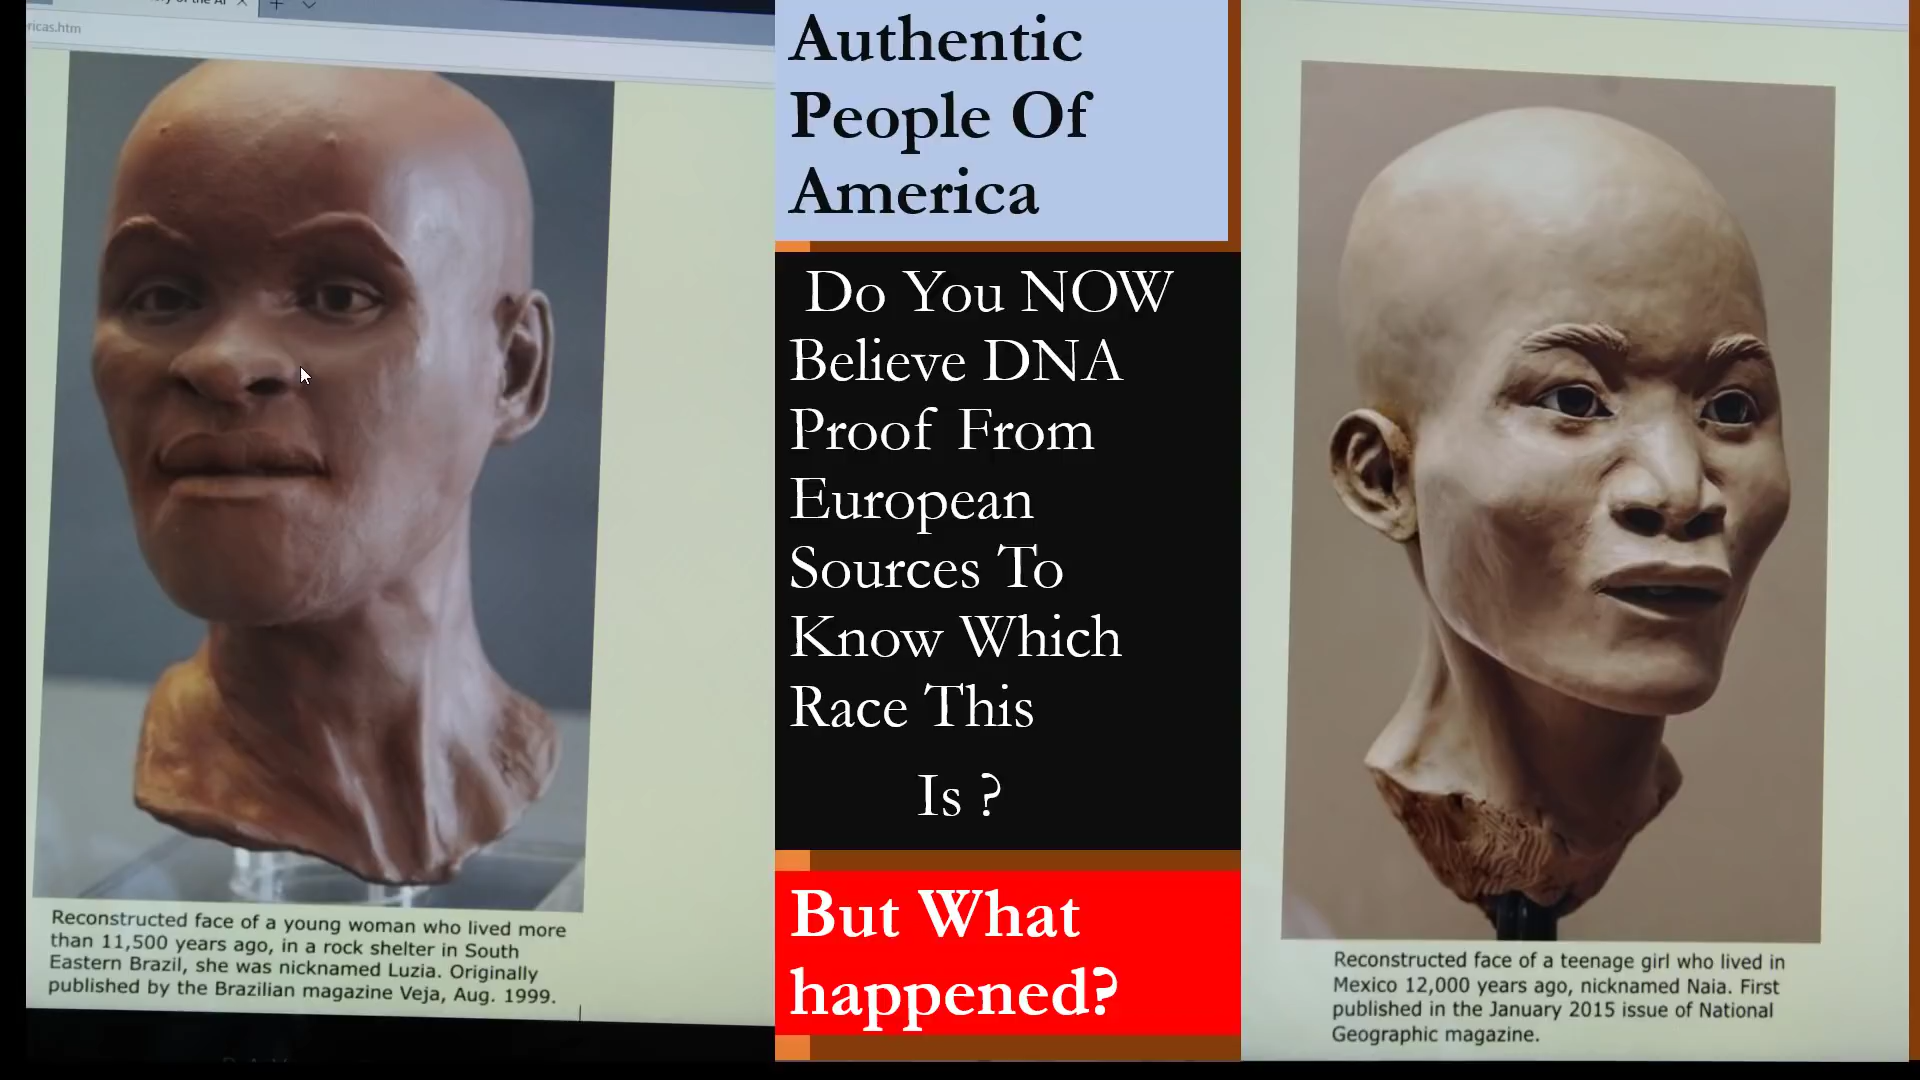 ricas.htm
Reconstructed face of a young woman who lived more
than 11,500 years ago, in a rock shelter in South
Eastern Brazil, she was nicknamed Luzia. Originally
published by the Brazilian magazine Veja, Aug. 1999.
Authentic
People Of
America
Do You NOW
Believe DNA
Proof From
European
Sources To
Know Which
Race This
Is ?
But What
happened?
Reconstructed face of a teenage girl who lived in
Mexico 12,000 years ago, nicknamed Naia. First
published in the January 2015 issue of National
Geographic magazine.